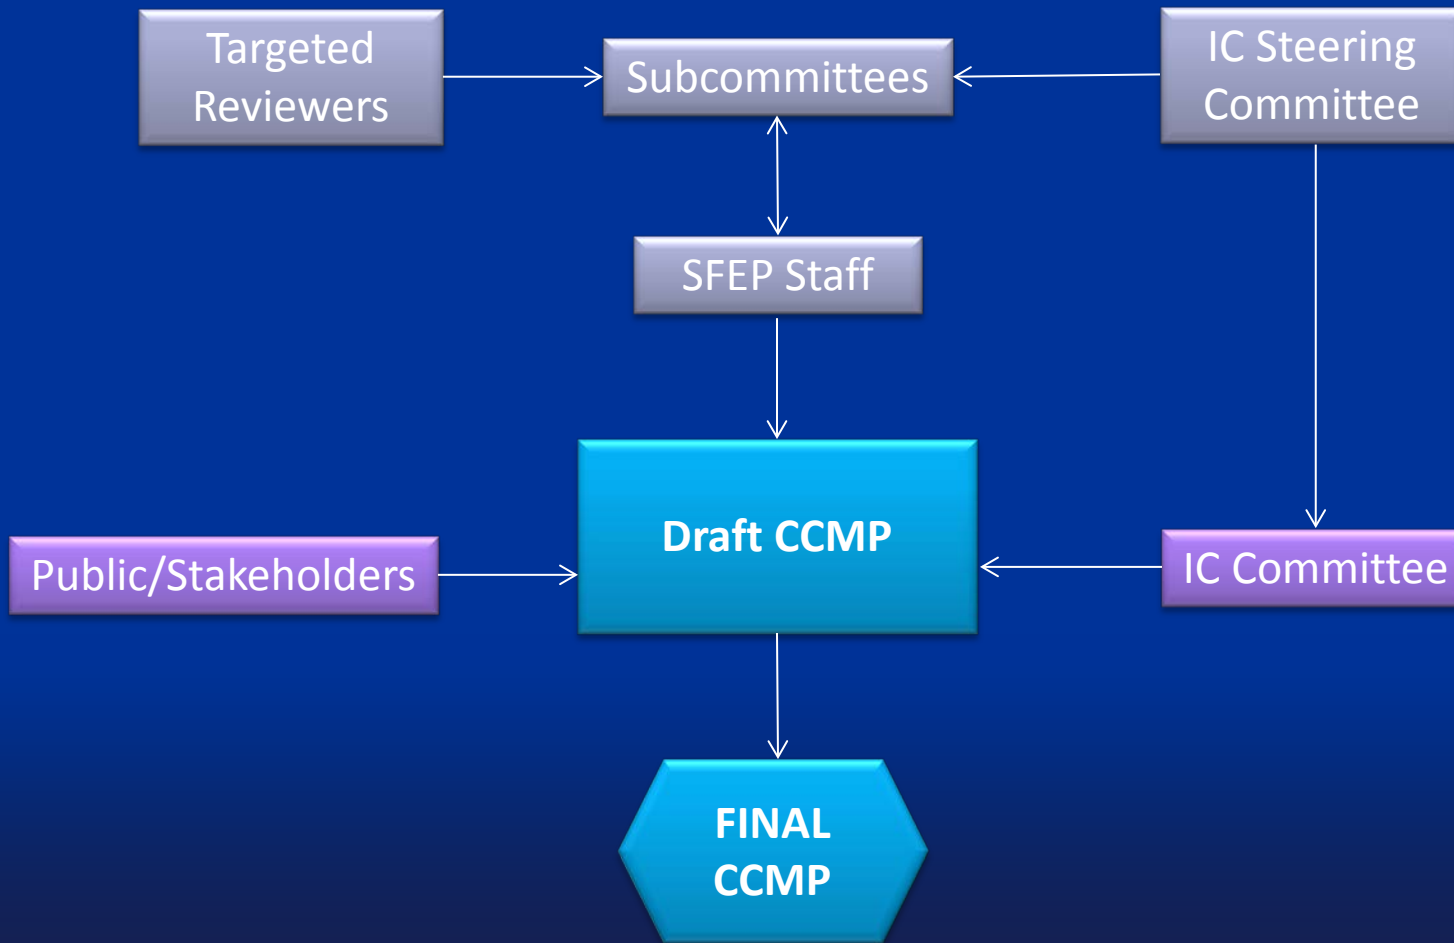 Targeted
Reviewers
Subcommittees
IC Steering
Committee
SFEP Staff
Draft CCMP
Public/Stakeholders
IC Committee
FINAL
CCMP